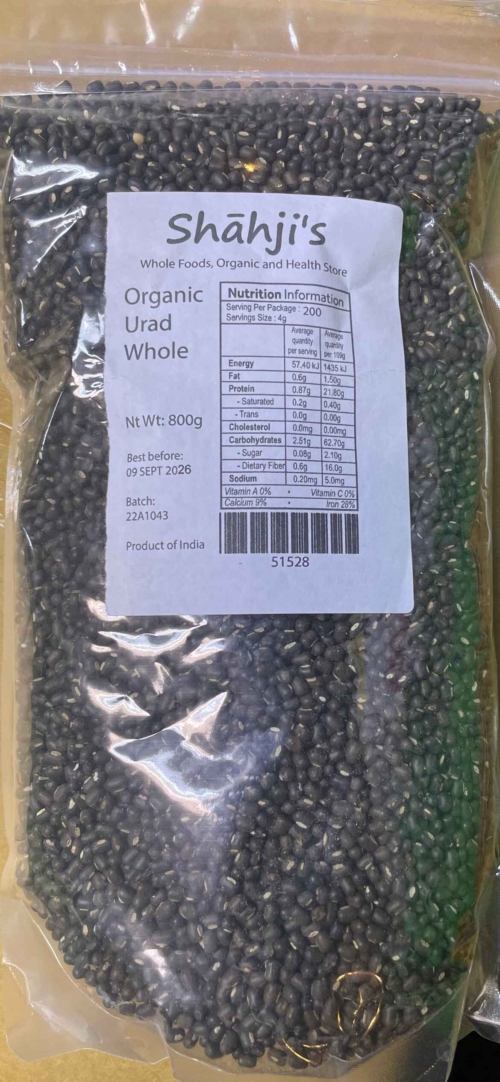 Shāhji's
Whole Foods, Organic and Health Store
Organic
Urad
Whole
Nt Wt: 800g
Best before:
09 SEPT 2026
Batch:
22A1043
Product of India
Nutrition Information
Serving Per Package : 200
Servings Size : 4g
Average quantity per serving Average quantity per 109g
Energy 57.40 kJ 1435 kJ
Fat 0.6g 1.50g
Protein 0.87g 21.80g
- Saturated 0.2g 0.40g
- Trans 0.0g 0.00g
Cholesterol 0.0mg 0.00mg
Carbohydrates 2.51g 62.70g
- Sugar 0.08g 2.10g
- Dietary Fiber 0.6g 16.0g
Sodium 0.20mg 5.0mg
Vitamin A 0% • Vitamin C 0%
Calcium 9% • Iron 26%
51528